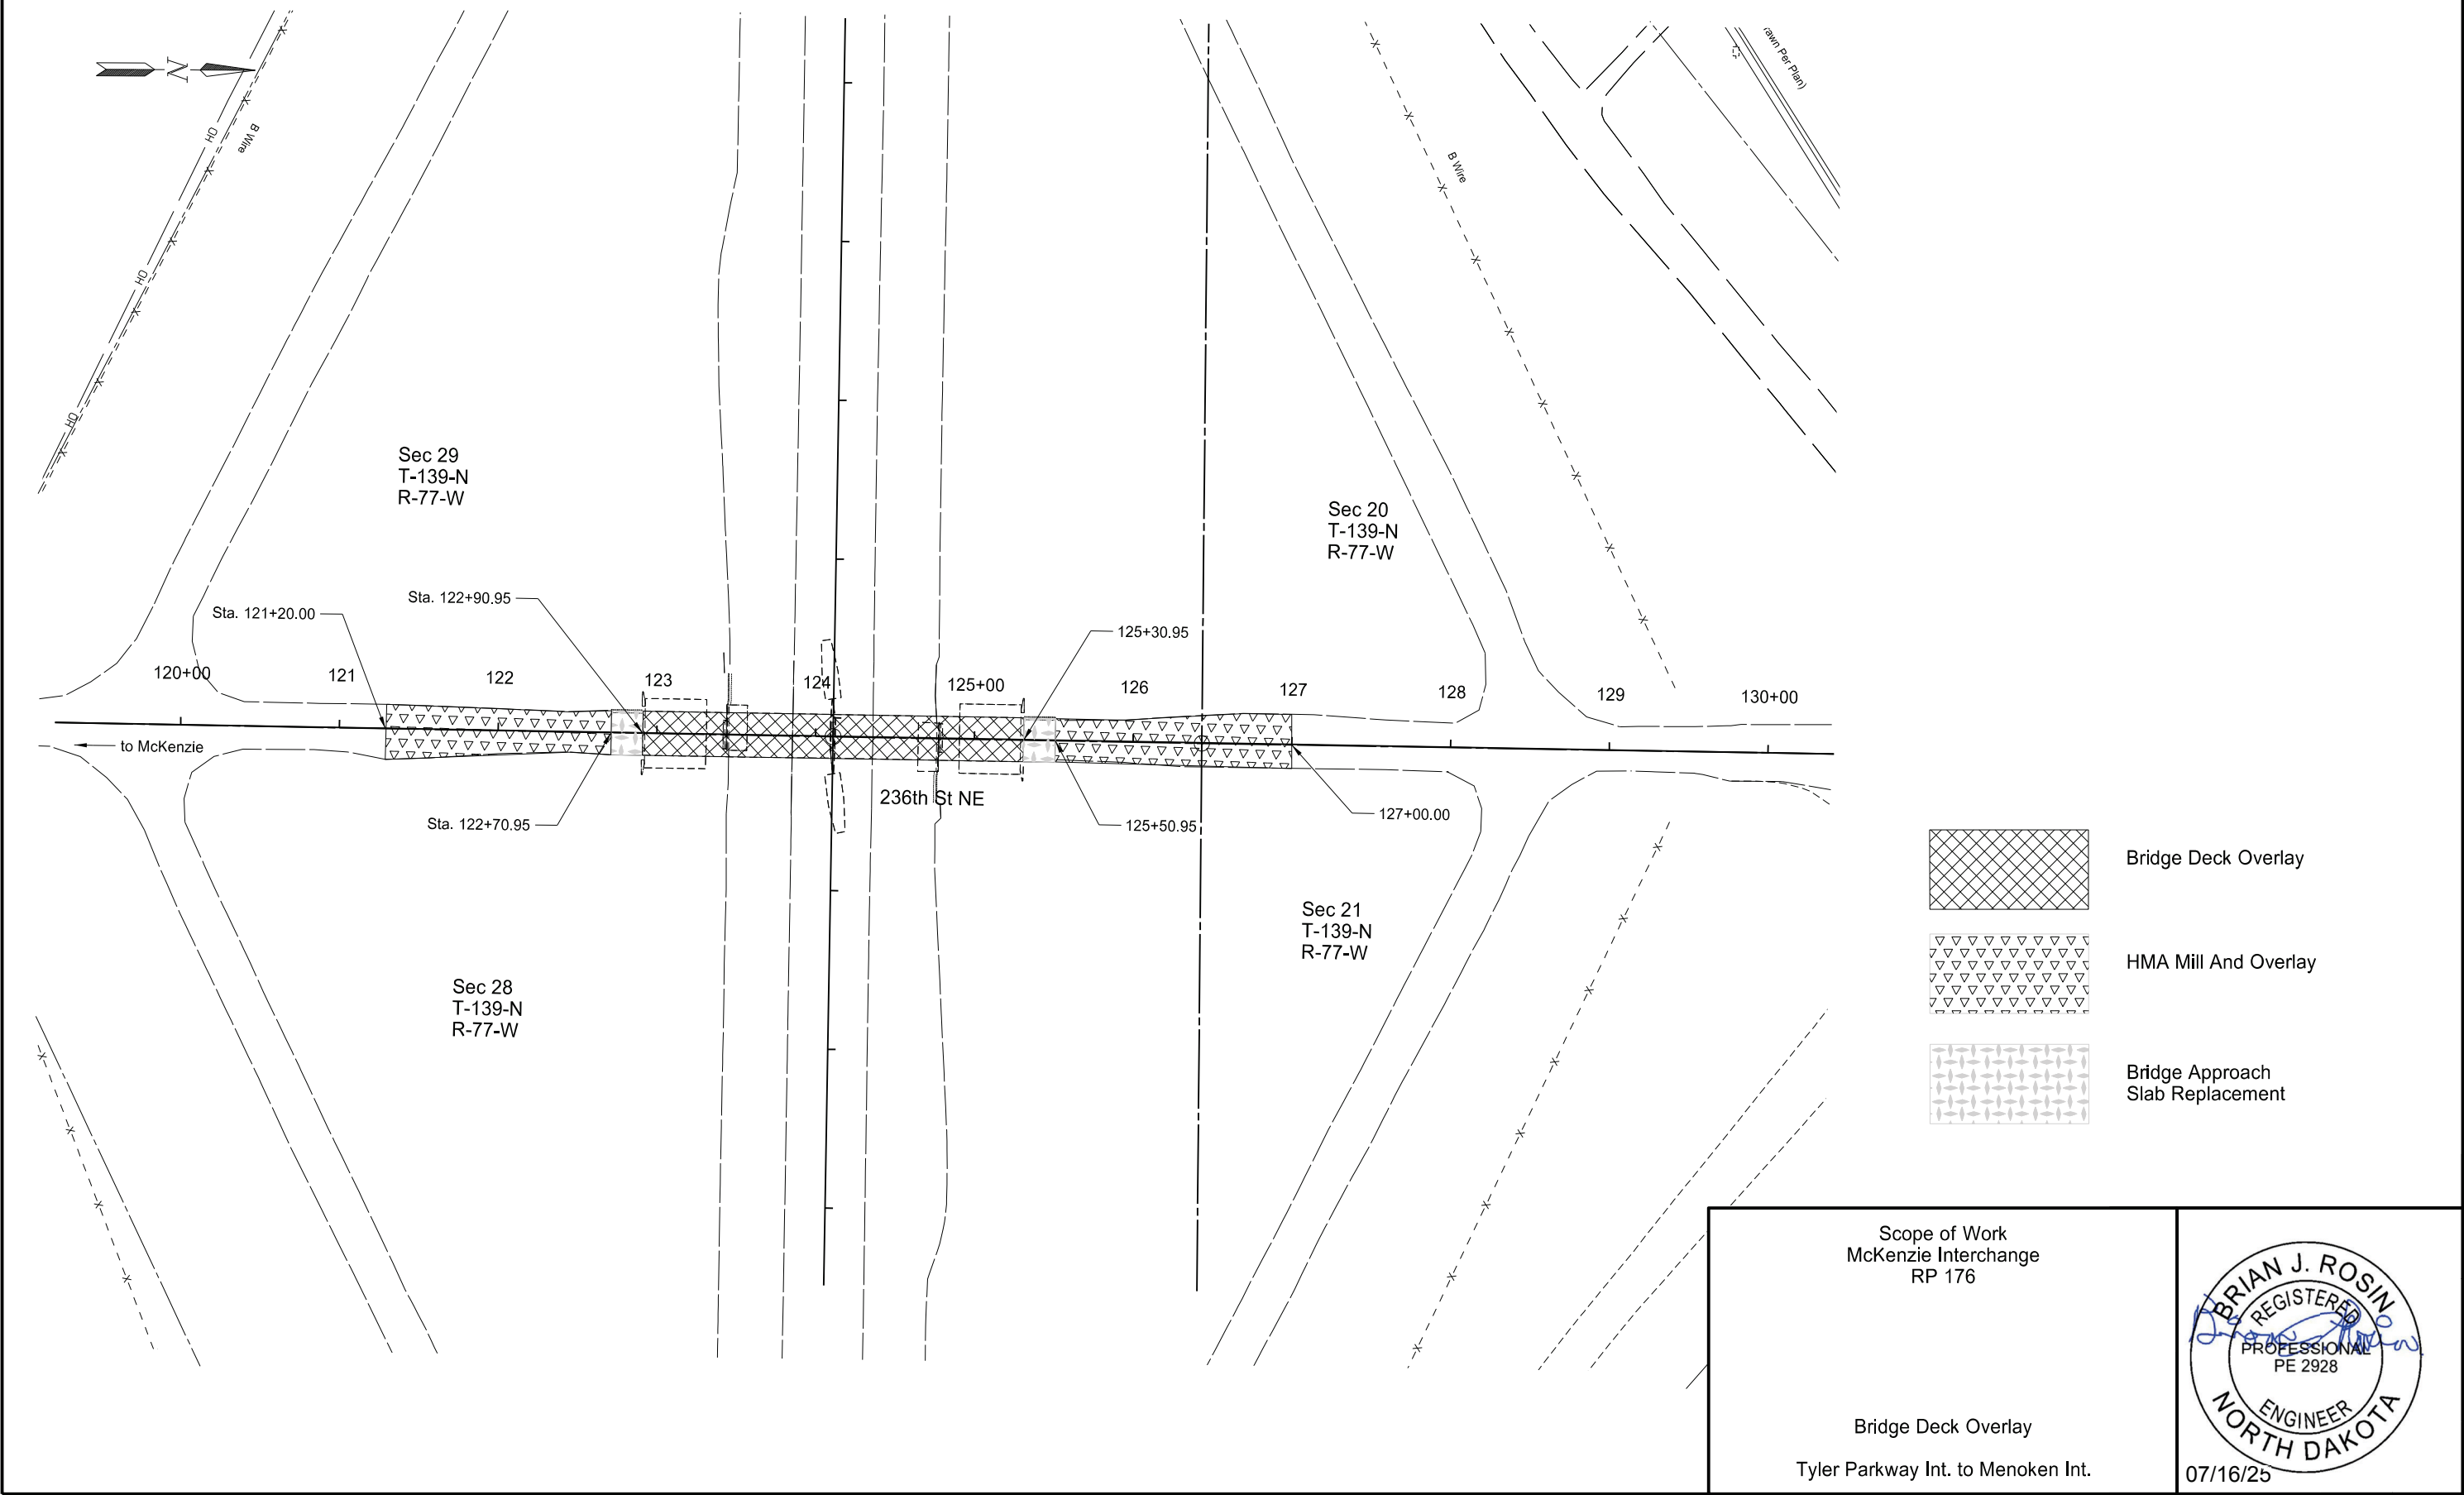 N
OH
B Wire
OH
OH
B Wire
awn Per Plan)
Sec 29
T-139-N
R-77-W
Sec 20
T-139-N
R-77-W
Sta. 121+20.00
Sta. 122+90.95
125+30.95
120+00
121
122
123
124
125+00
126
127
128
129
130+00
to McKenzie
Sta. 122+70.95
236th St NE
125+50.95
127+00.00
Sec 28
T-139-N
R-77-W
Sec 21
T-139-N
R-77-W
Bridge Deck Overlay
HMA Mill And Overlay
Bridge Approach
Slab Replacement
Scope of Work
McKenzie Interchange
RP 176
Bridge Deck Overlay
Tyler Parkway Int. to Menoken Int.
BRIAN J. ROSIN
REGISTERED
PROFESSIONAL
PE 2928
ENGINEER
NORTH DAKOTA
07/16/25